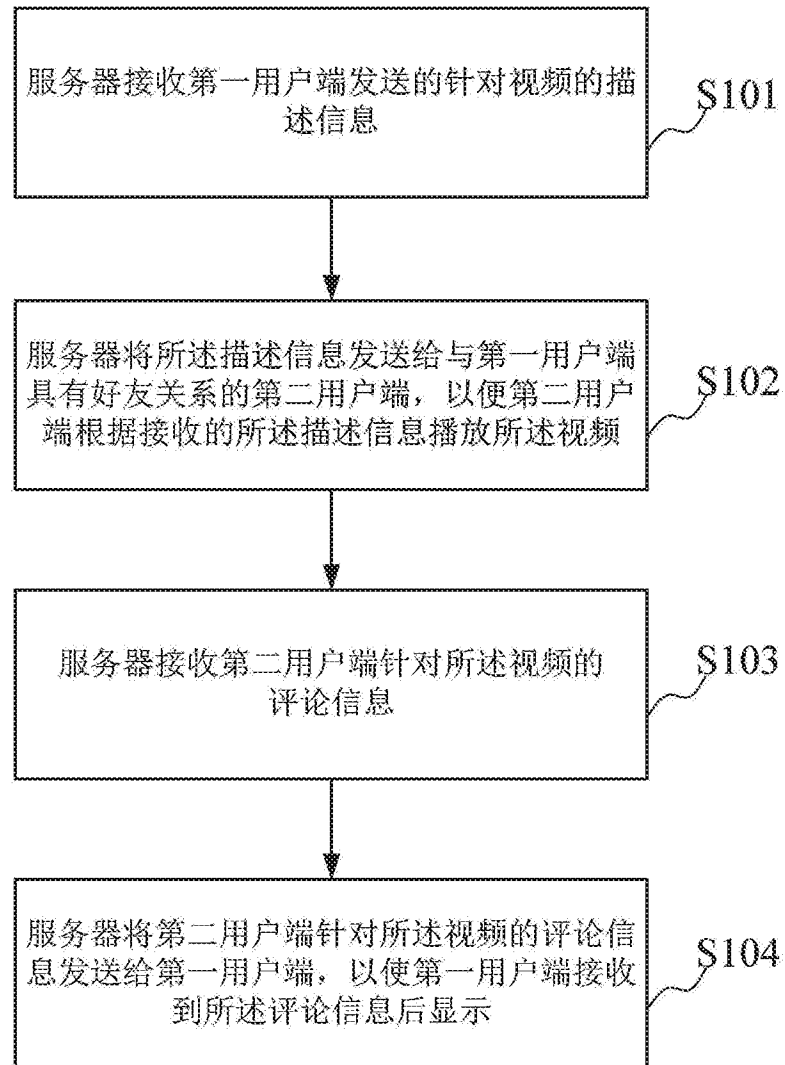 服务器接收第一用户端发送的针对视频的描
述信息
S101
服务器将所述描述信息发送给与第一用户端
具有好友关系的第二用户端，以便第二用户
端根据接收的所述描述信息播放所述视频
S102
服务器接收第二用户端针对所述视频的
评论信息
S103
服务器将第二用户端针对所述视频的评论信
息发送给第一用户端，以使第一用户端接收
到所述评论信息后显示
S104